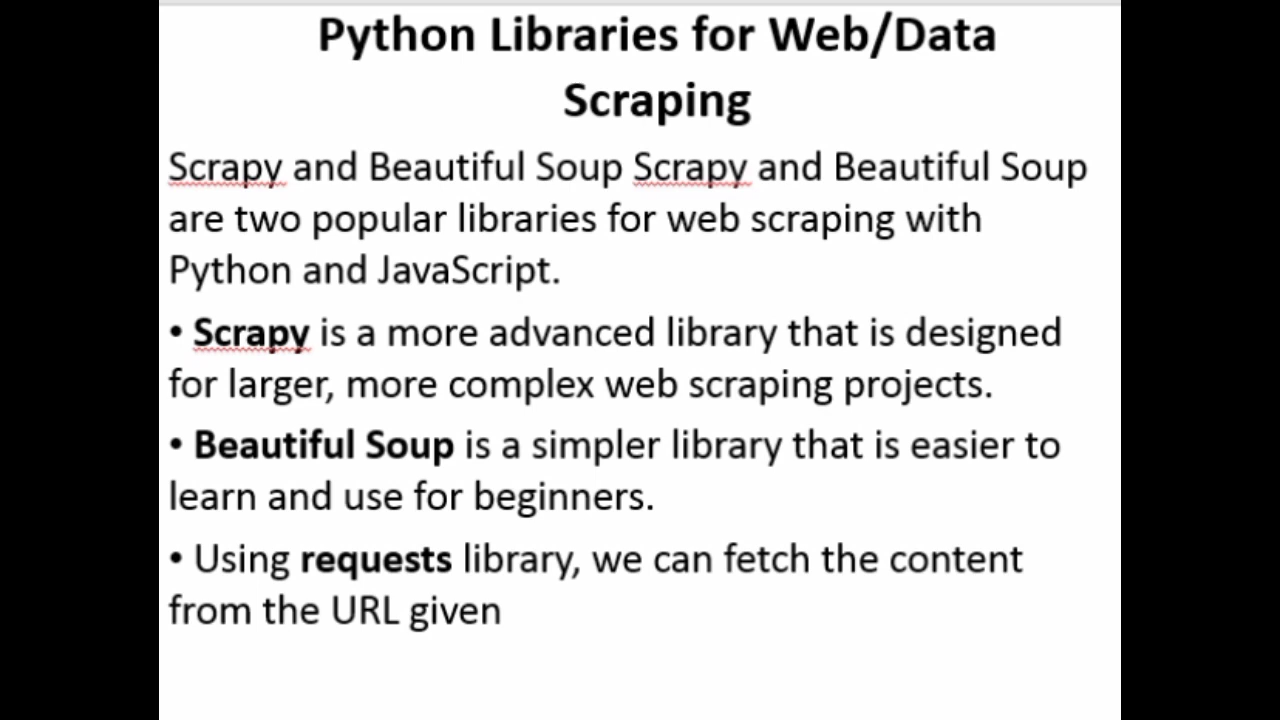 Python Libraries for Web/Data
Scraping
Scrapy and Beautiful Soup Scrapy and Beautiful Soup
are two popular libraries for web scraping with
Python and JavaScript.
• Scrapy is a more advanced library that is designed
for larger, more complex web scraping projects.
• Beautiful Soup is a simpler library that is easier to
learn and use for beginners.
• Using requests library, we can fetch the content
from the URL given